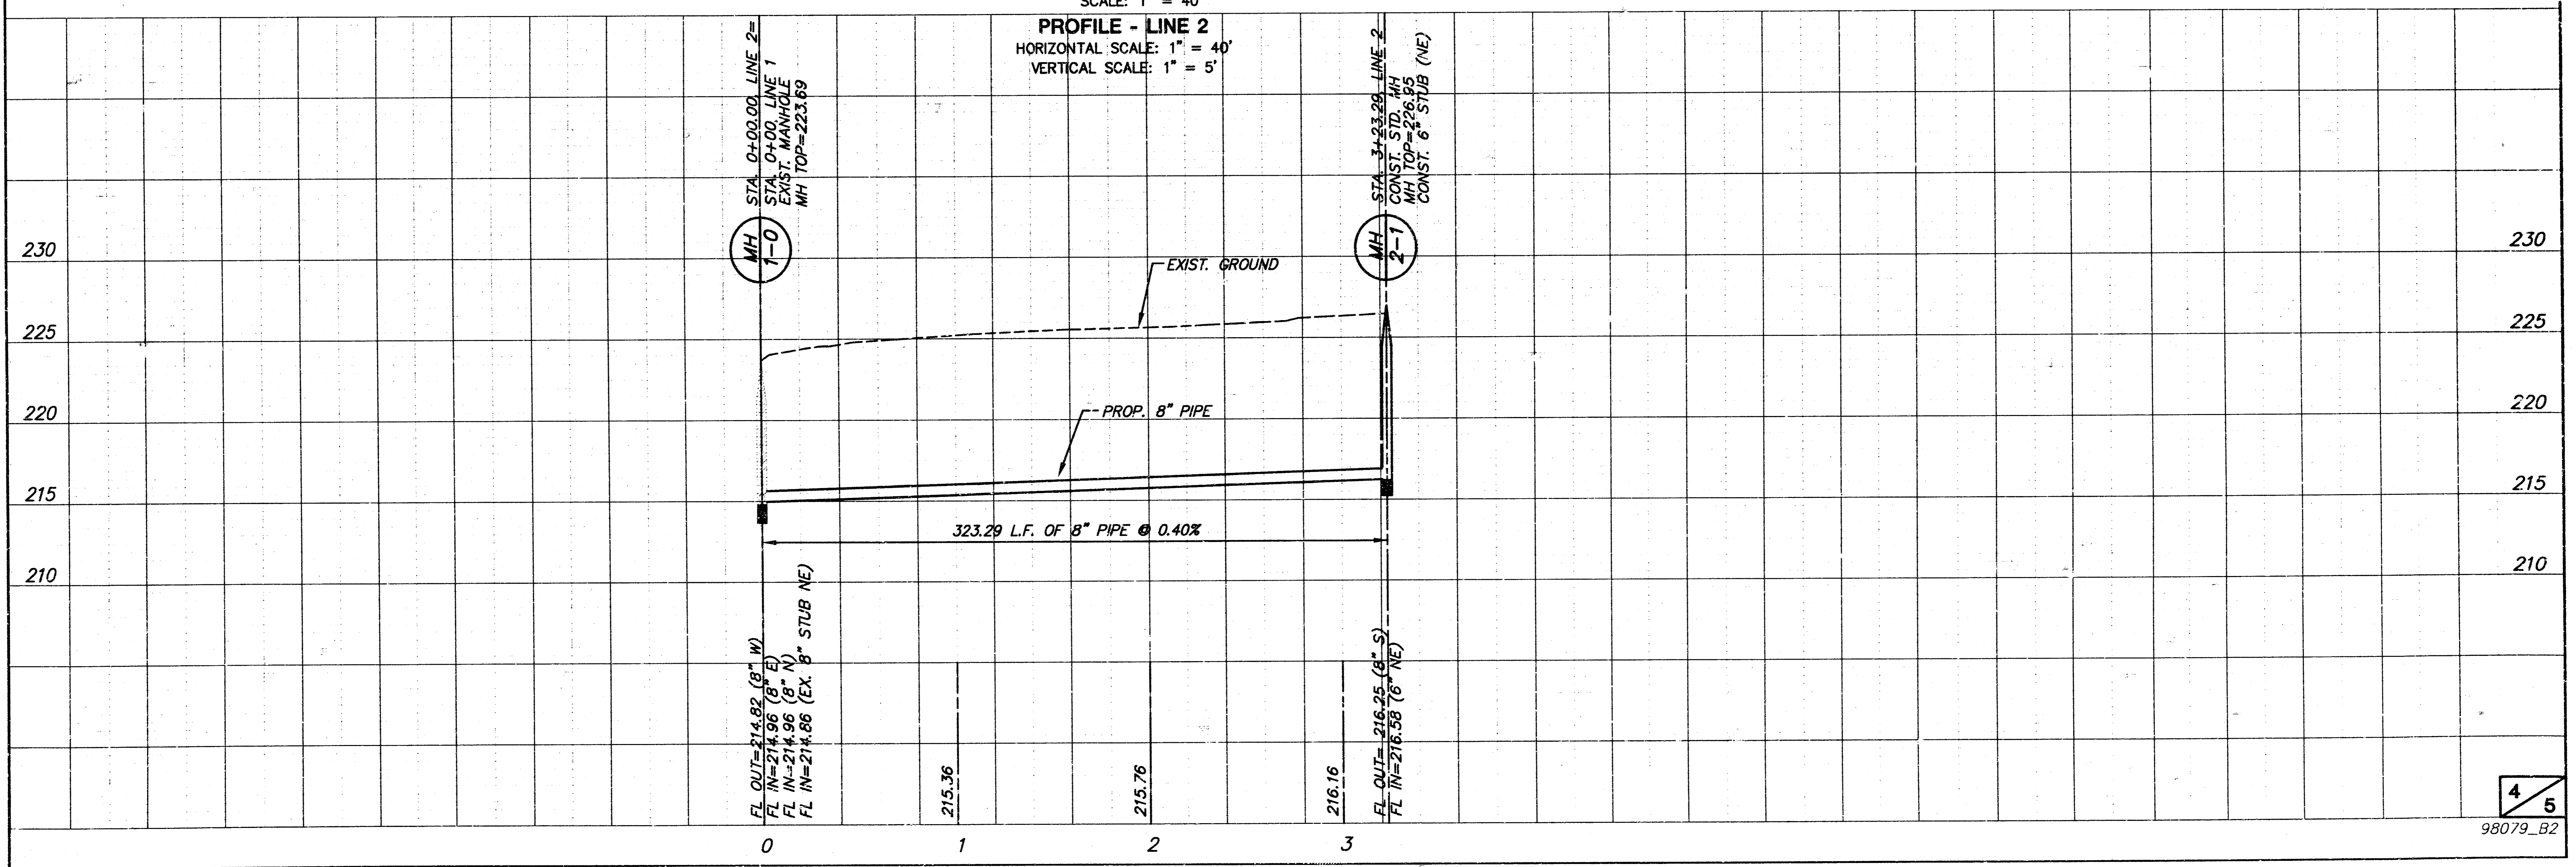 SCALE: 1" = 40'
PROFILE - LINE 2
HORIZONTAL SCALE: 1" = 40'
VERTICAL SCALE: 1" = 5'
STA. 0+00.00, LINE 2=
STA. 0+00, LINE 1
EXIST. MANHOLE
MH TOP=223.69
STA. 3+23.29, LINE 2
CONST. STD. MH
MH TOP=226.95
CONST. 6" STUB (NE)
MH
1-0
MH
2-1
230
230
EXIST. GROUND
225
225
220
220
PROP. 8" PIPE
215
215
323.29 L.F. OF 8" PIPE @ 0.40%
210
210
FL OUT=214.82 (8" W)
FL IN=214.96 (8" E)
FL IN=214.96 (8" N)
FL IN=214.86 (EX. 8" STUB NE)
215.36
215.76
216.16
FL OUT= 216.25 (8" S)
FL IN=216.58 (6" NE)
4
5
98079_B2
0
1
2
3